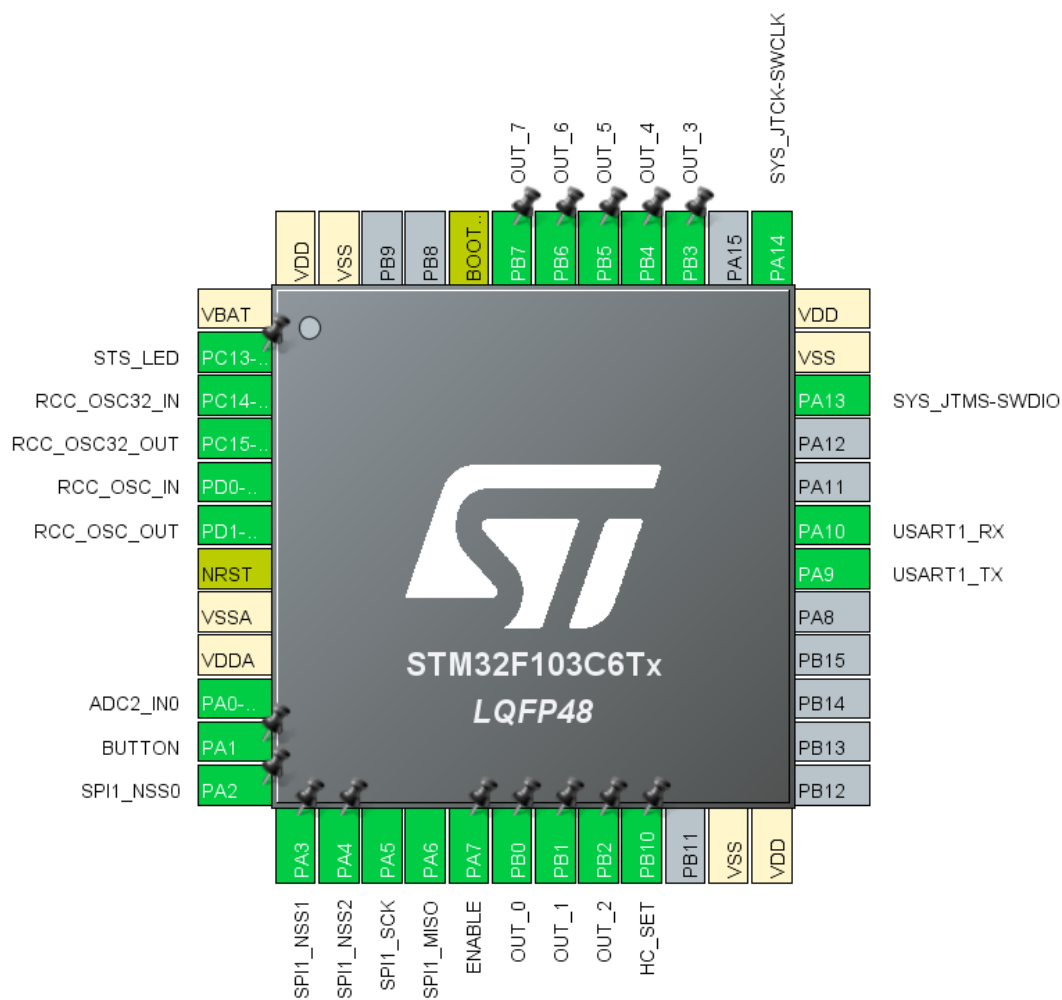 SYS_JTCK-SWCLK
OUT_7
OUT_6
OUT_5
OUT_4
OUT_3
VDD
VSS
PB9
PB8
BOOT..
PB7
PB6
PB5
PB4
PB3
PA15
PA14
VBAT
VDD
STS_LED PC13-..
VSS
RCC_OSC32_IN PC14-..
PA13 SYS_JTMS-SWDIO
RCC_OSC32_OUT PC15-..
PA12
RCC_OSC_IN PD0-..
PA11
RCC_OSC_OUT PD1-..
PA10 USART1_RX
NRST
PA9 USART1_TX
VSSA
PA8
VDDA
PB15
ADC2_IN0 PA0-..
PB14
BUTTON PA1
PB13
SPI1_NSS0 PA2
PB12
ST
STM32F103C6Tx
LQFP48
PA3
PA4
PA5
PA6
PA7
PB0
PB1
PB2
PB10
PB11
VSS
VDD
SPI1_NSS1
SPI1_NSS2
SPI1_SCK
SPI1_MISO
ENABLE
OUT_0
OUT_1
OUT_2
HC_SET